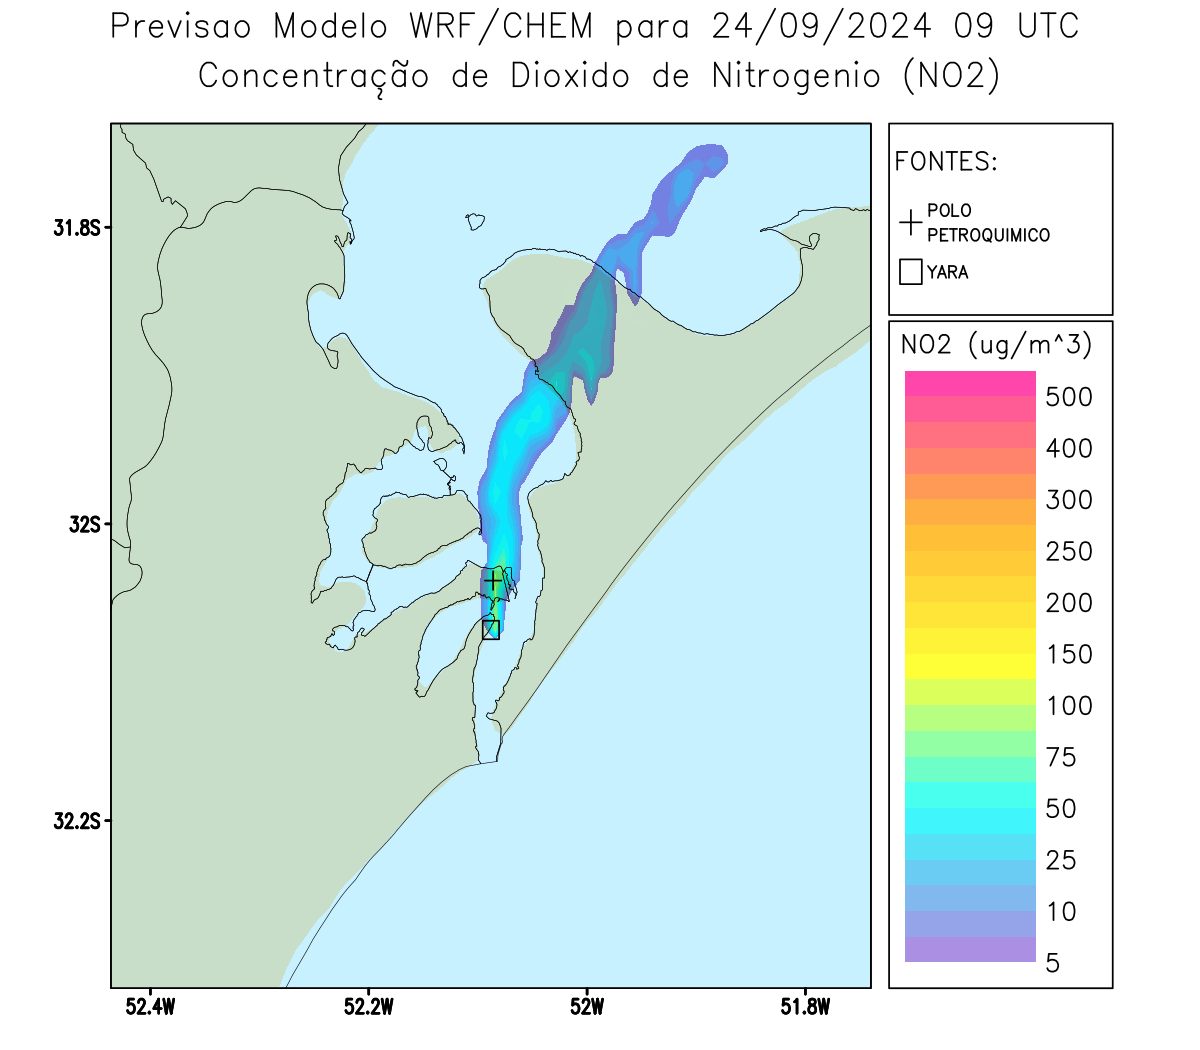 Previsao Modelo WRF/CHEM para 24/09/2024 09 UTC
Concentração de Dioxido de Nitrogenio (NO2)
FONTES:
POLO
PETROQUIMICO
YARA
NO2 (ug/m^3)
500
400
300
250
200
150
100
75
50
25
10
5
31.8S
32S
32.2S
52.4W
52.2W
52W
51.8W